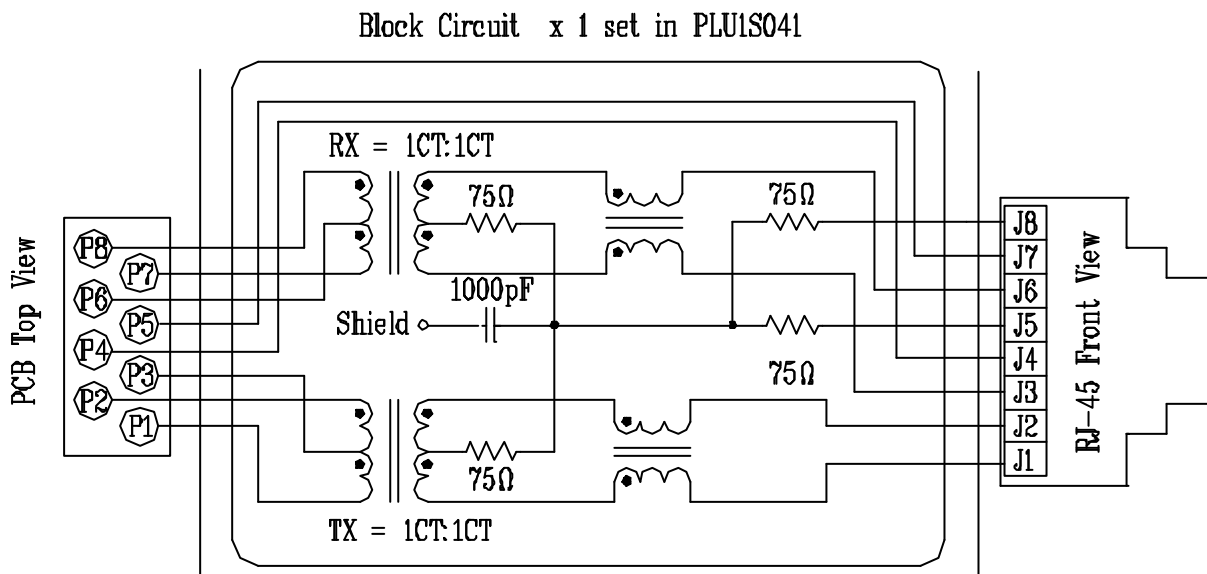 Block Circuit x 1 set in PLU1S041
RX = 1CT:1CT
75Ω
75Ω
1000pF
Shield
75Ω
75Ω
TX = 1CT:1CT
PCB Top View
P8
P7
P6
P5
P4
P3
P2
P1
J8
J7
J6
J5
J4
J3
J2
J1
RJ-45 Front View